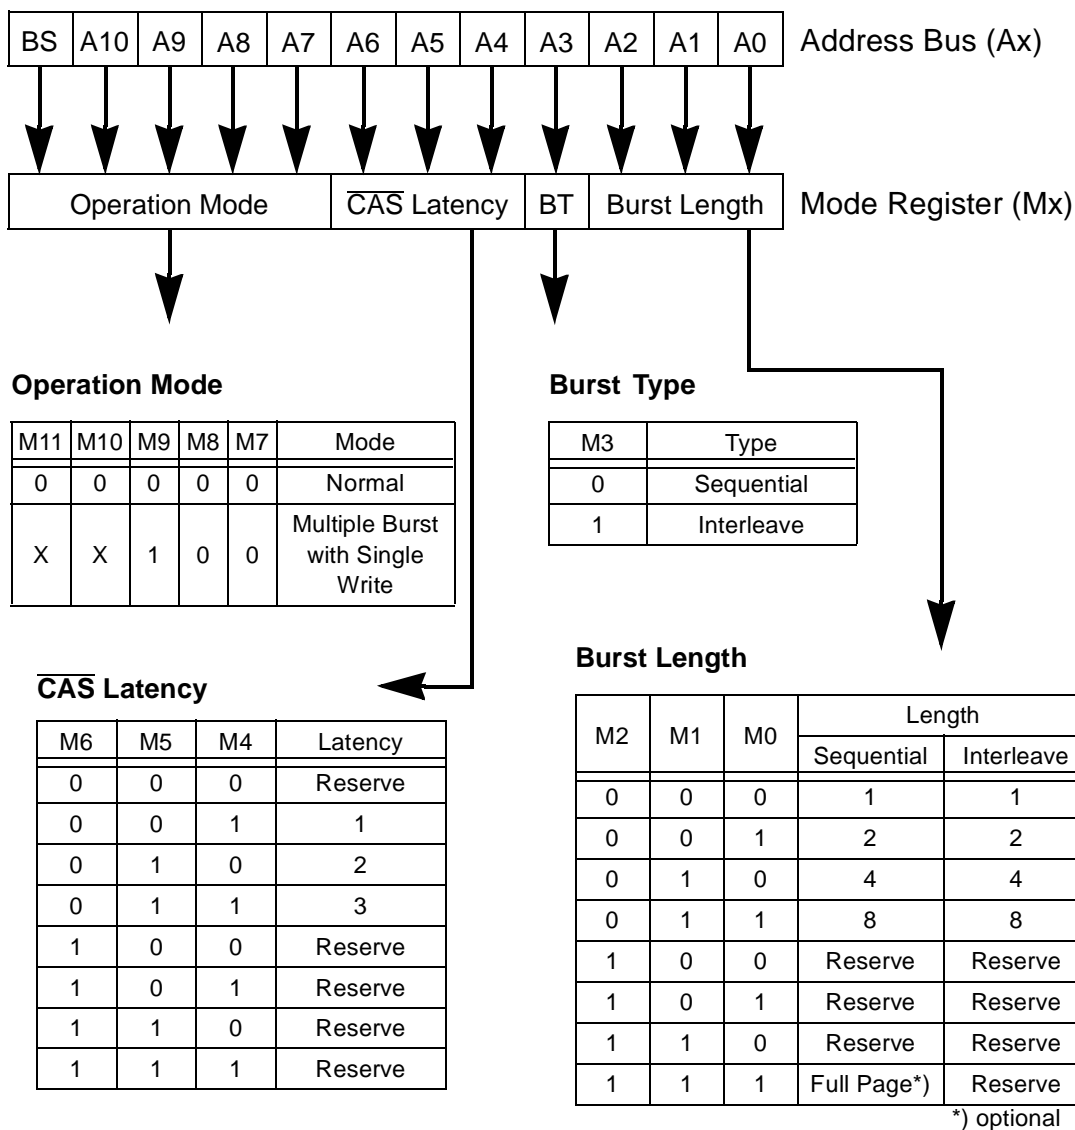 BS A10 A9 A8 A7 A6 A5 A4 A3 A2 A1 A0 Address Bus (Ax)
Operation Mode CAS Latency BT Burst Length Mode Register (Mx)
Operation Mode
M11 M10 M9 M8 M7 Mode
0 0 0 0 0 Normal
X X 1 0 0 Multiple Burst
with Single
Write
Burst Type
M3 Type
0 Sequential
1 Interleave
CAS Latency
M6 M5 M4 Latency
0 0 0 Reserve
0 0 1 1
0 1 0 2
0 1 1 3
1 0 0 Reserve
1 0 1 Reserve
1 1 0 Reserve
1 1 1 Reserve
Burst Length
M2 M1 M0 Length
Sequential Interleave
0 0 0 1 1
0 0 1 2 2
0 1 0 4 4
0 1 1 8 8
1 0 0 Reserve Reserve
1 0 1 Reserve Reserve
1 1 0 Reserve Reserve
1 1 1 Full Page*) Reserve
*) optional